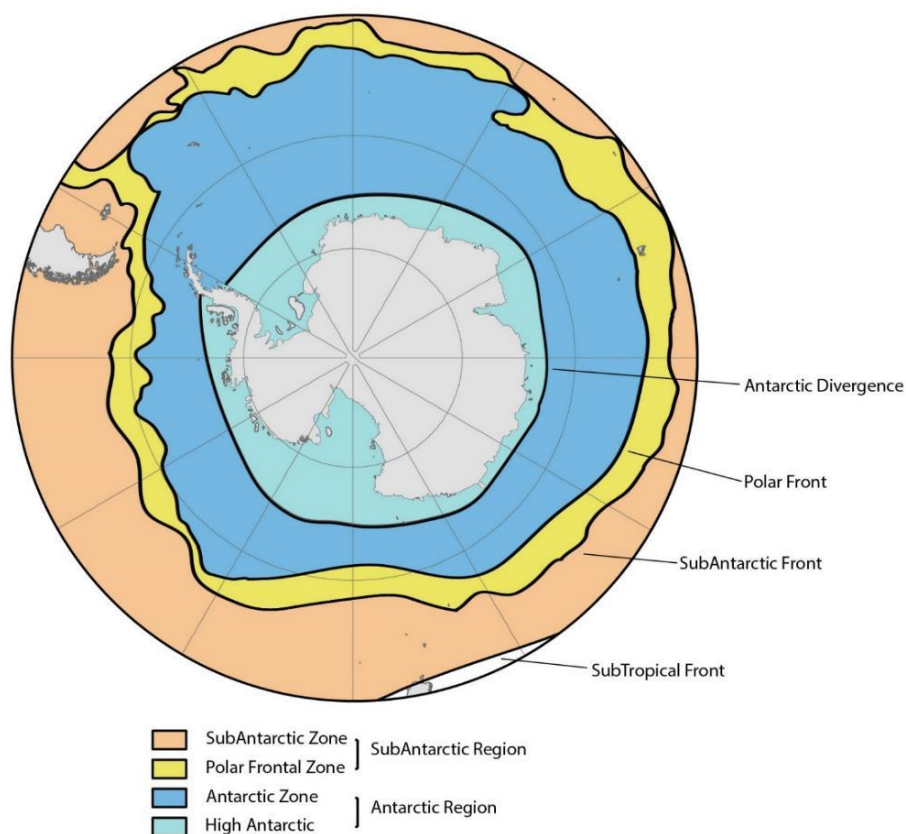 Antarctic Divergence
Polar Front
SubAntarctic Front
SubTropical Front
SubAntarctic Zone
SubAntarctic Region
Polar Frontal Zone
Antarctic Zone
Antarctic Region
High Antarctic